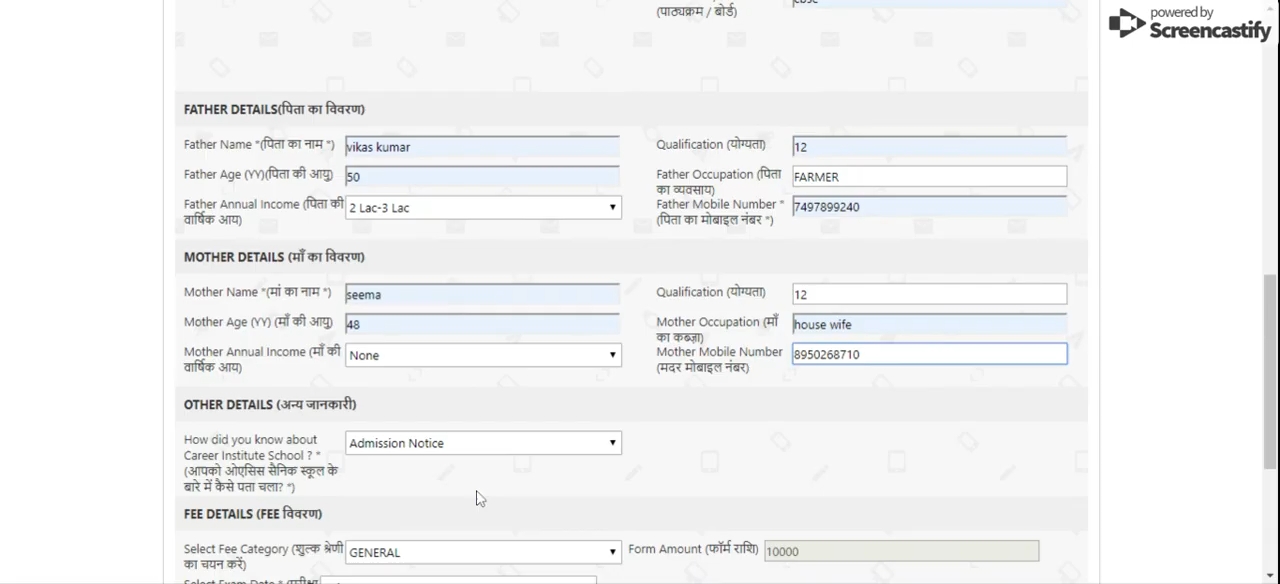 powered by
Screencastify
(पाठ्यक्रम / बोर्ड)
FATHER DETAILS(पिता का विवरण)
Father Name *(पिता का नाम *) vikas kumar Qualification (योग्यता) 12
Father Age (YY)(पिता की आयु) 50 Father Occupation (पिता का व्यवसाय) FARMER
Father Annual Income (पिता की वार्षिक आय) 2 Lac-3 Lac Father Mobile Number * (पिता का मोबाइल नंबर *) 7497899240
MOTHER DETAILS (माँ का विवरण)
Mother Name *(मां का नाम *) seema Qualification (योग्यता) 12
Mother Age (YY) (माँ की आयु) 48 Mother Occupation (माँ का कब्ज़ा) house wife
Mother Annual Income (माँ की वार्षिक आय) None Mother Mobile Number (मदर मोबाइल नंबर) 8950268710
OTHER DETAILS (अन्य जानकारी)
How did you know about Admission Notice
Career Institute School ? *
(आपको ओएसिस सैनिक स्कूल के
बारे में कैसे पता चला? *)
FEE DETAILS (FEE विवरण)
Select Fee Category (शुल्क श्रेणी का चयन करें) GENERAL Form Amount (फॉर्म राशि) 10000
Select Exam Date *